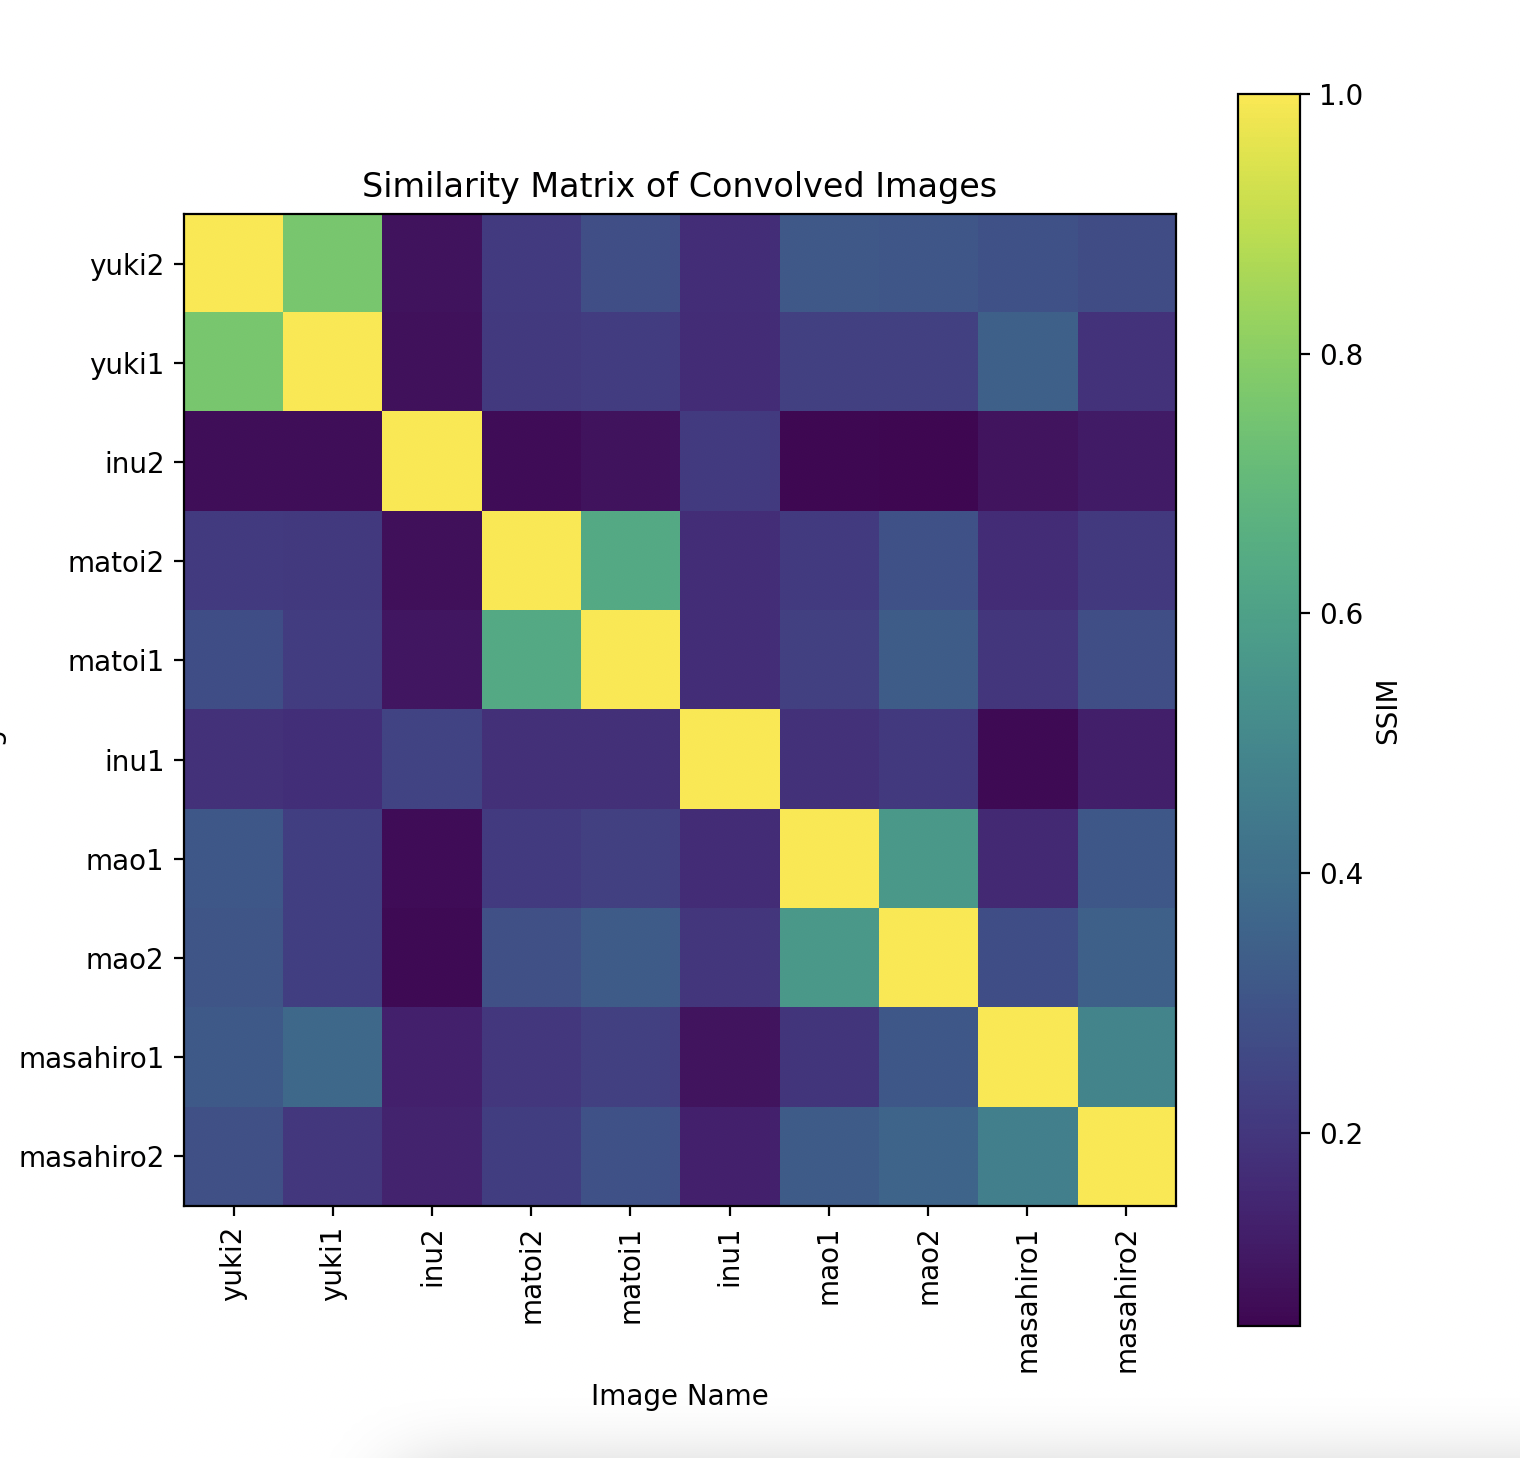 Similarity Matrix of Convolved Images
yuki2
yuki1
inu2
matoi2
matoi1
inu1
mao1
mao2
masahiro1
masahiro2
yuki2
yuki1
inu2
matoi2
matoi1
inu1
mao1
mao2
masahiro1
masahiro2
Image Name
1.0
0.8
0.6
0.4
0.2
SSIM